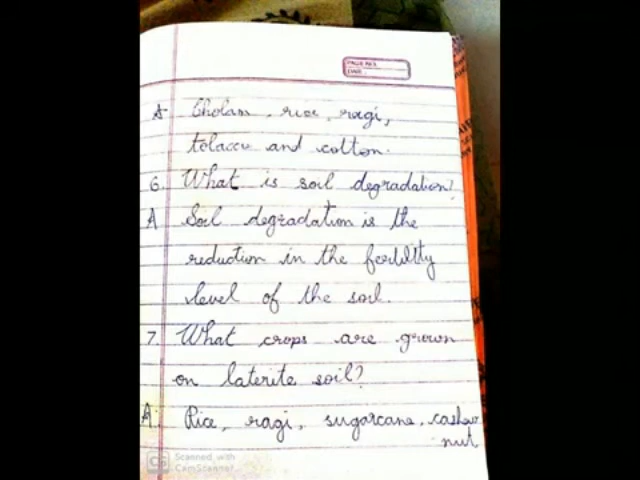 PAGE NO.
DATE:
A Cholam, rice, ragi,
tobacco and cotton.
6. What is soil degradation?
A Soil degradation is the
reduction in the fertility
level of the soil.
7. What crops are grown
on laterite soil?
A. Rice, ragi, sugarcane, cashew
nut
CS Scanned with
CamScanner